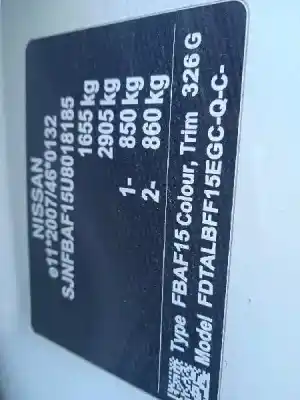 NISSAN
e11*2007/46*0132
SJNFBAF15U8018185
1655 kg
2905 kg
1- 850 kg
2- 860 kg
Type FBAF15 Colour, Trim 326 G
Model FDTALBFF15EGC-Q-C-